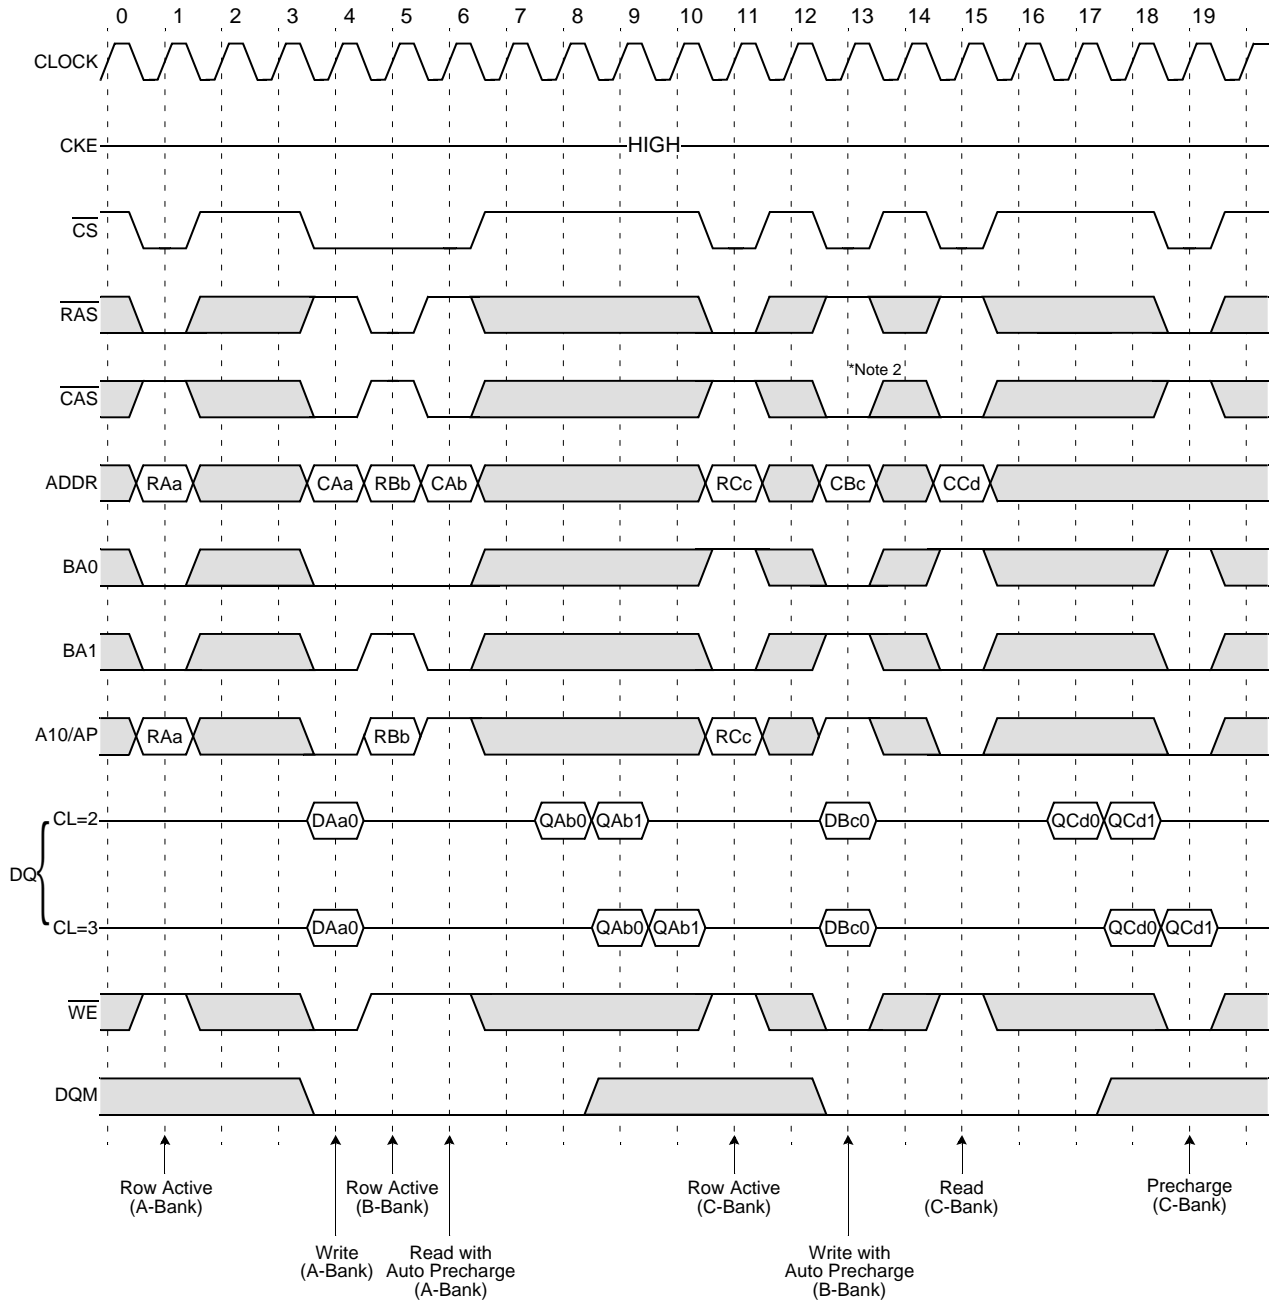 0 1 2 3 4 5 6 7 8 9 10 11 12 13 14 15 16 17 18 19
CLOCK
CKE HIGH
CS
RAS
*Note 2
CAS
ADDR RAa CAa RBb CAb RCc CBc CCd
BA0
BA1
A10/AP RAa RBb RCc
CL=2 DAa0 QAb0 QAb1 DBc0 QCd0 QCd1
DQ
CL=3 DAa0 QAb0 QAb1 DBc0 QCd0 QCd1
WE
DQM
Row Active
(A-Bank)
Row Active
(B-Bank)
Row Active
(C-Bank)
Read
(C-Bank)
Precharge
(C-Bank)
Write
(A-Bank)
Read with
Auto Precharge
(A-Bank)
Write with
Auto Precharge
(B-Bank)